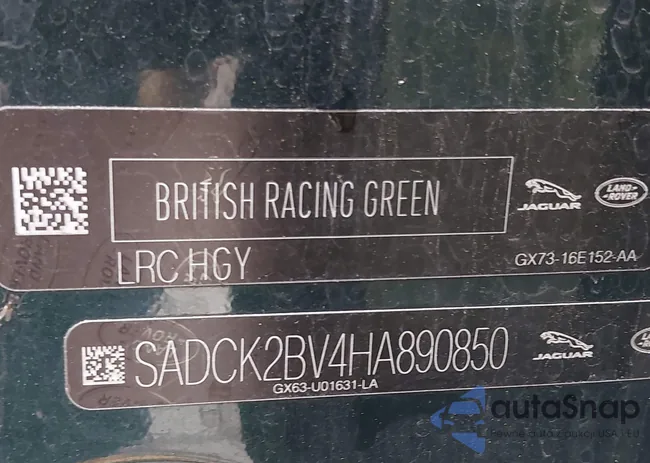 BRITISH RACING GREEN
JAGUAR
LAND-
ROVER
LRC HGY
GX73-16E152-AA
SADCK2BV4HA890850
JAGUAR
GX63-U01631-LA
autoSnap